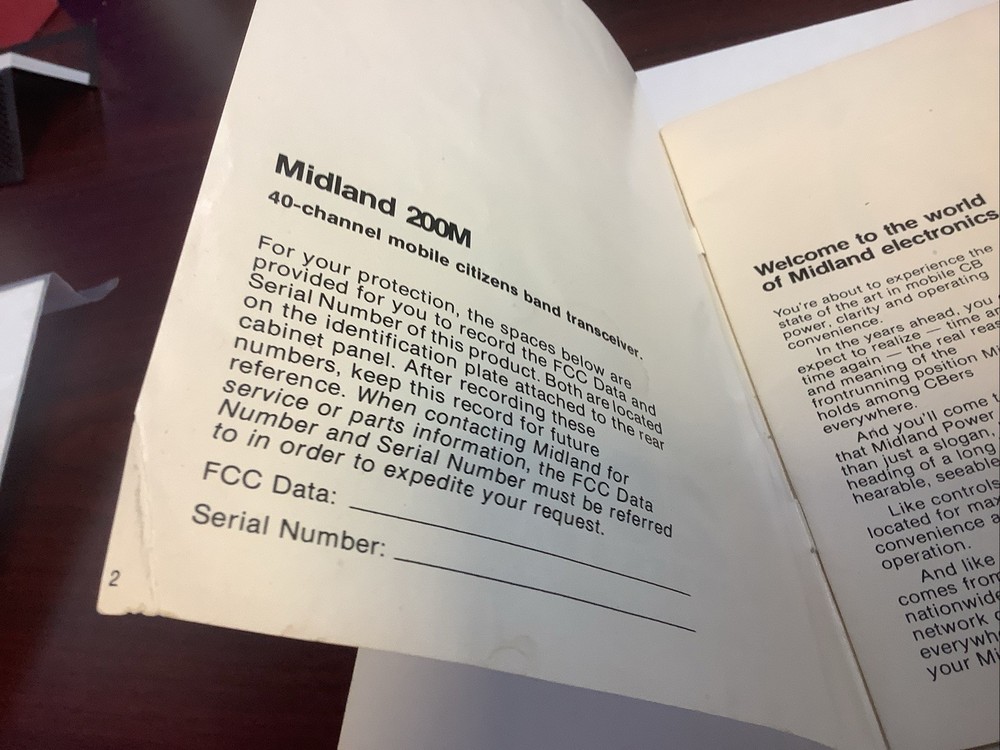 Midland 200M
40-channel mobile citizens band transceiver.
For your protection, the spaces below are
provided for you to record the FCC Data and
Serial Number of this product. Both are located
on the identification plate attached to the rear
cabinet panel. After recording these
numbers, keep this record for future
reference. When contacting Midland for
service or parts information, the FCC Data
Number and Serial Number must be referred
to in order to expedite your request.
FCC Data:
Serial Number:
2
Welcome to the world
of Midland electronics
You're about to experience the
state of the art in mobile CB
power, clarity and operating
convenience.
In the years ahead, you
expect to realize — time
time again — the real
and meaning of the
frontrunning position
holds among CBers
everywhere.
And you'll come
that Midland Power
than just a slogan,
heading of a long
hearable, seeable
Like controls
located for
convenience
operation.
And like
comes from
nationwide
network
your